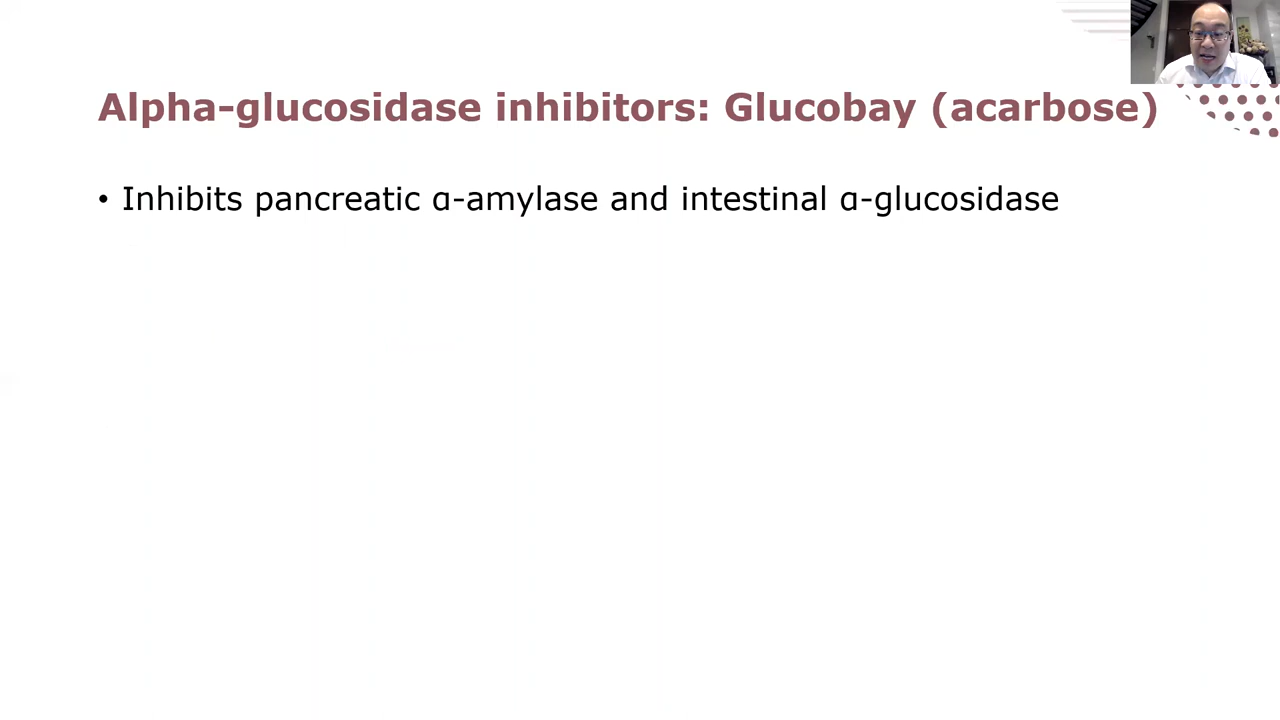 Alpha-glucosidase inhibitors: Glucobay (acarbose)
• Inhibits pancreatic α-amylase and intestinal α-glucosidase